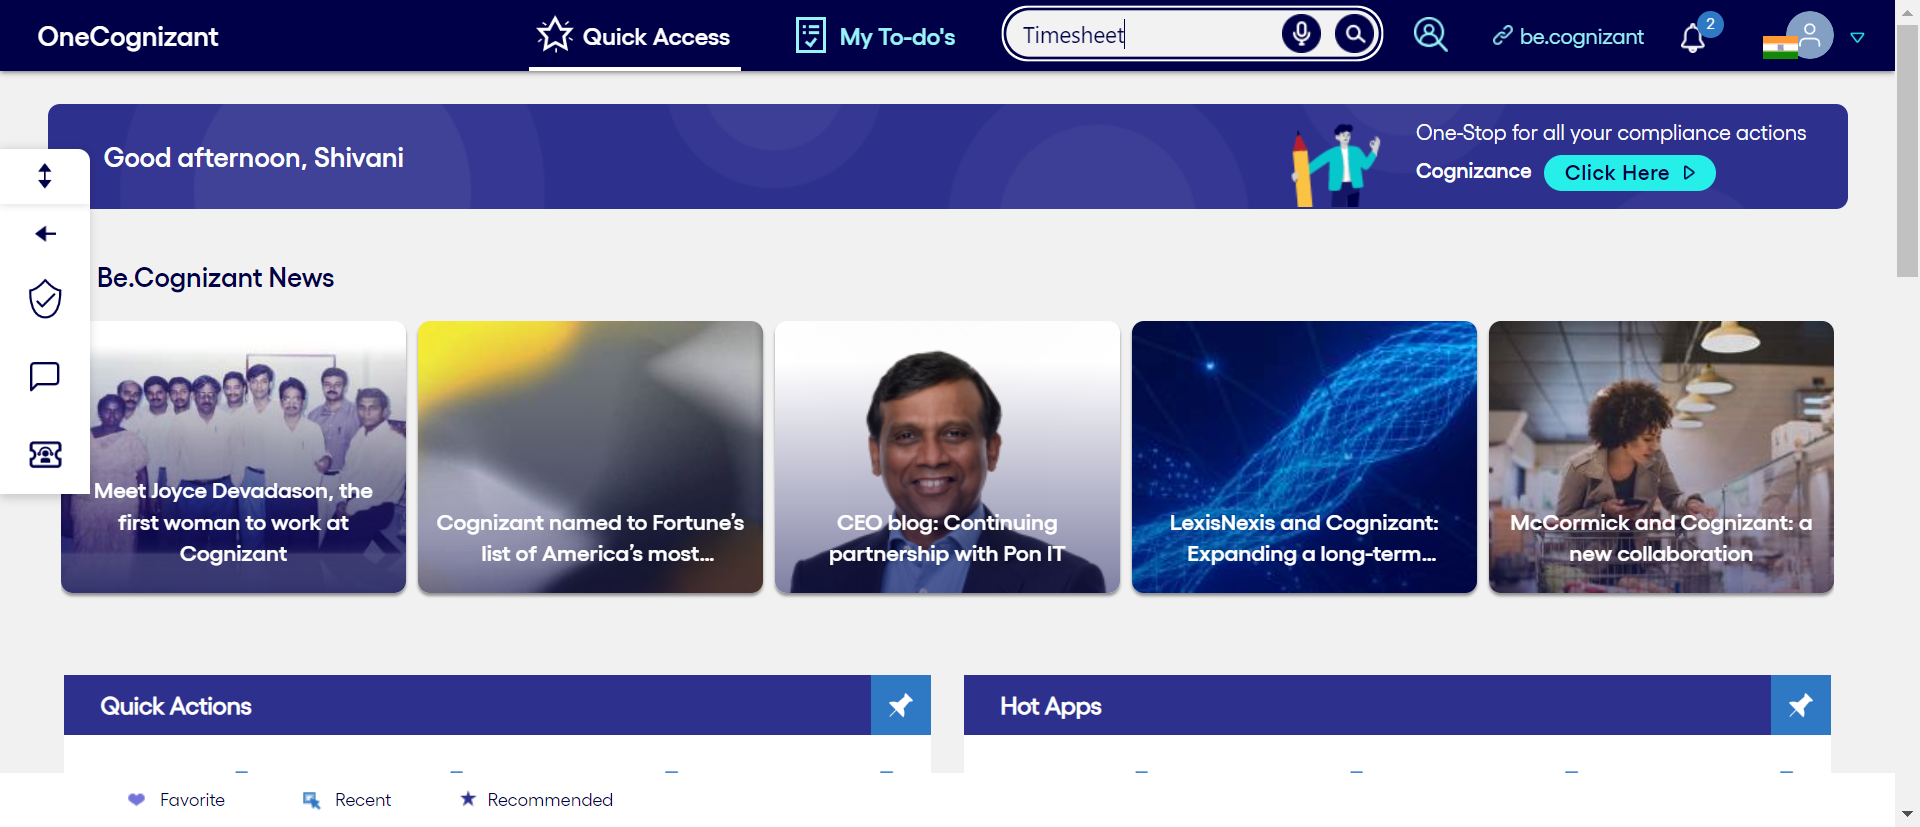 OneCognizant
Quick Access
My To-do's
Timesheet
be.cognizant
2
Good afternoon, Shivani
One-Stop for all your compliance actions
Cognizance
Click Here
Be.Cognizant News
Meet Joyce Devadason, the
first woman to work at
Cognizant
Cognizant named to Fortune’s
list of America’s most...
CEO blog: Continuing
partnership with Pon IT
LexisNexis and Cognizant:
Expanding a long-term...
McCormick and Cognizant: a
new collaboration
Quick Actions
Hot Apps
Favorite
Recent
Recommended